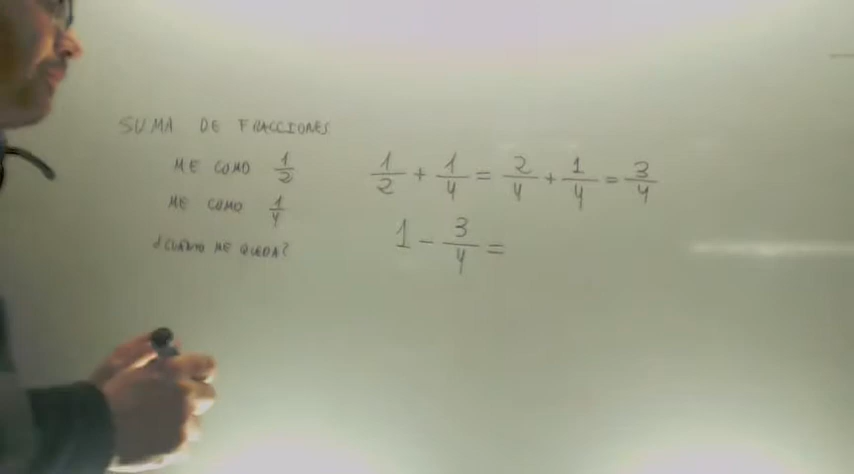 SUMA DE FRACCIONES
ME COMO 1/2
1/2 + 1/4 = 2/4 + 1/4 = 3/4
ME COMO 1/4
1 - 3/4 =
¿CUÁNTO ME QUEDA?